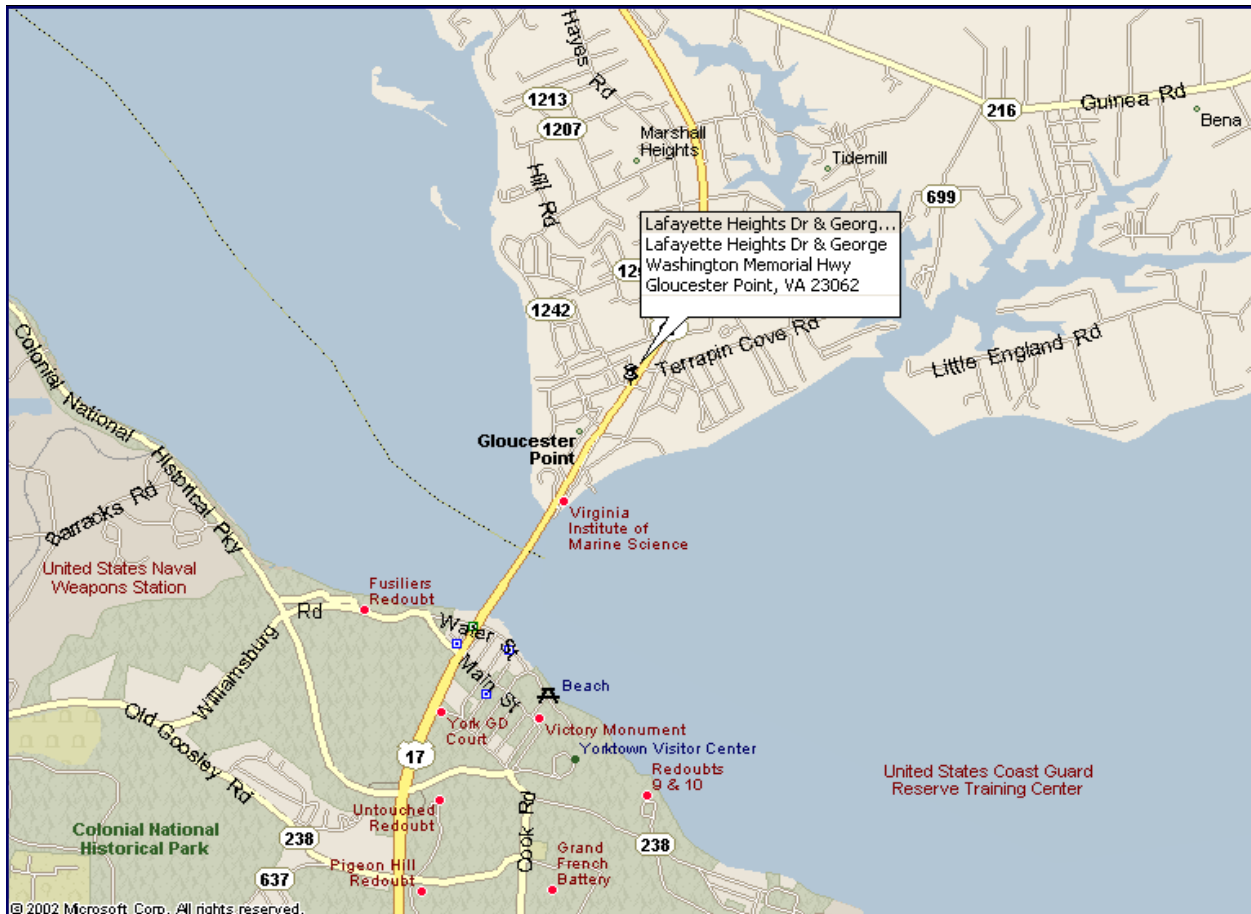 Hayes
Rd
1213
1207
Marshall
Heights
Tidemill
216
Guinea Rd
Bena
Hill Rd
699
Lafayette Heights Dr & Georg...
Lafayette Heights Dr & George
Washington Memorial Hwy
Gloucester Point, VA 23062
1242
Terrapin Cove Rd
Little England Rd
Colonial National Historical Pky
Gloucester
Point
Barracks Rd
Virginia
Institute of
Marine Science
United States Naval
Weapons Station
Fusiliers
Redoubt
Williamsburg Rd
Water St
Main St
Beach
York GD
Court
Victory Monument
Yorktown Visitor Center
Old Goosley Rd
17
Redoubts
9 & 10
United States Coast Guard
Reserve Training Center
Untouched
Redoubt
Cook Rd
Colonial National
Historical Park
238
238
Grand
French
Battery
Pigeon Hill
Redoubt
637
© 2002 Microsoft Corp. All rights reserved.